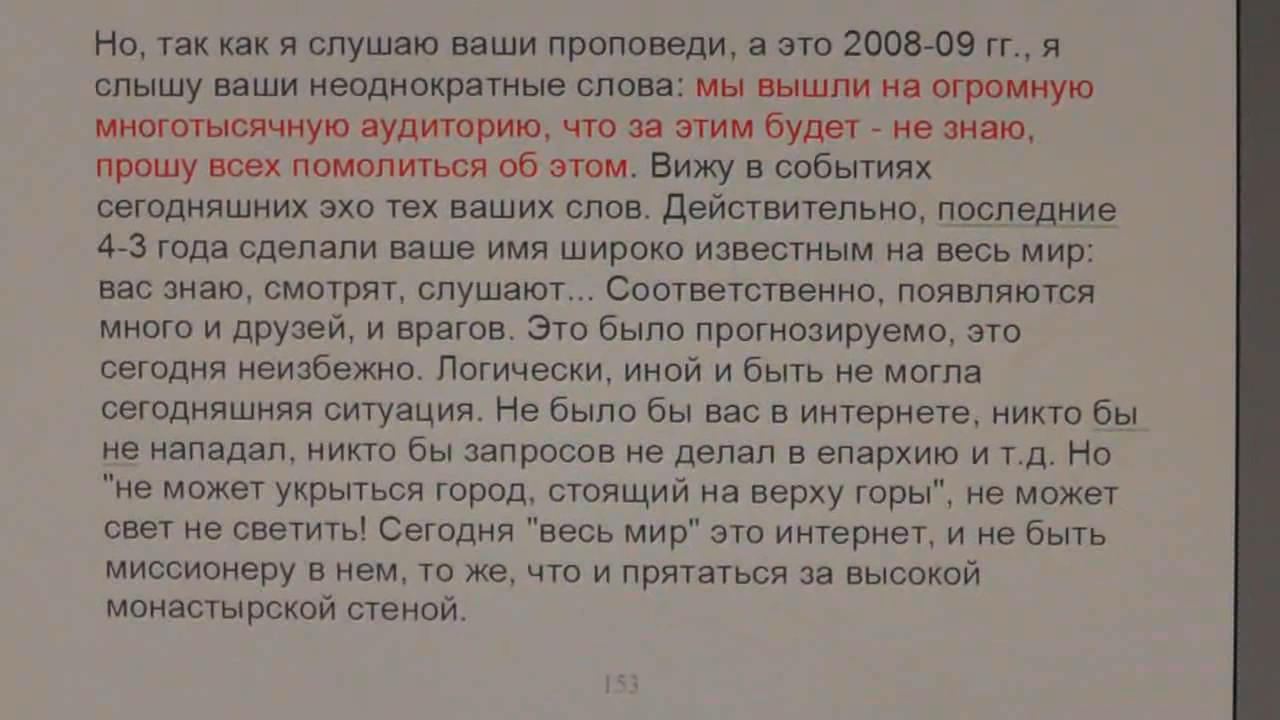 Но, так как я слушаю ваши проповеди, а это 2008-09 гг., я
слышу ваши неоднократные слова: мы вышли на огромную
многотысячную аудиторию, что за этим будет - не знаю,
прошу всех помолиться об этом. Вижу в событиях
сегодняшних эхо тех ваших слов. Действительно, последние
4-3 года сделали ваше имя широко известным на весь мир:
вас знаю, смотрят, слушают... Соответственно, появляются
много и друзей, и врагов. Это было прогнозируемо, это
сегодня неизбежно. Логически, иной и быть не могла
сегодняшняя ситуация. Не было бы вас в интернете, никто бы
не нападал, никто бы запросов не делал в епархию и т.д. Но
"не может укрыться город, стоящий на верху горы", не может
свет не светить! Сегодня "весь мир" это интернет, и не быть
миссионеру в нем, то же, что и прятаться за высокой
монастырской стеной.
153